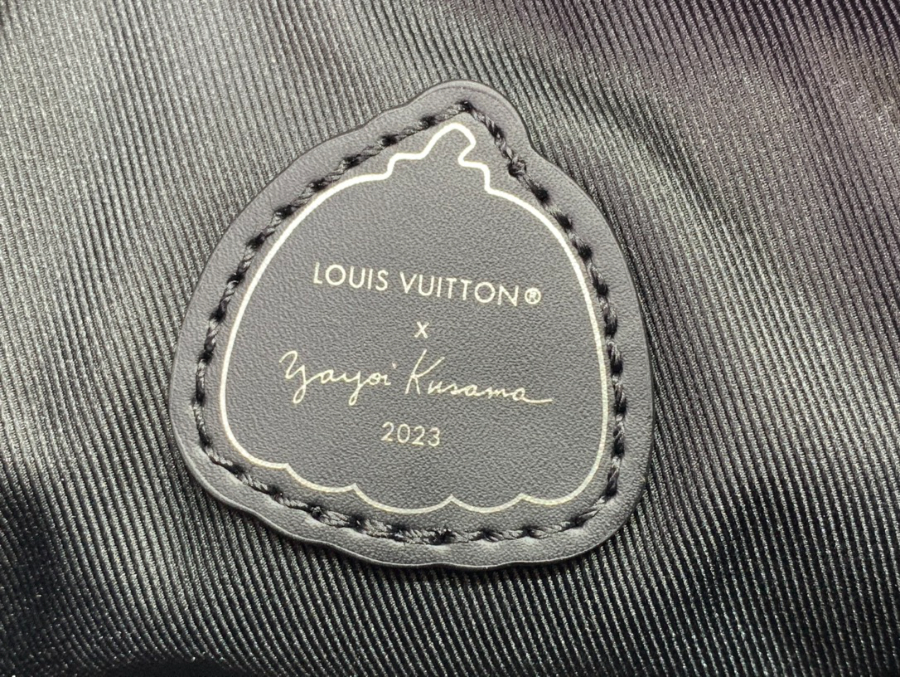 LOUIS VUITTON®
x
Yayoi Kusama
2023